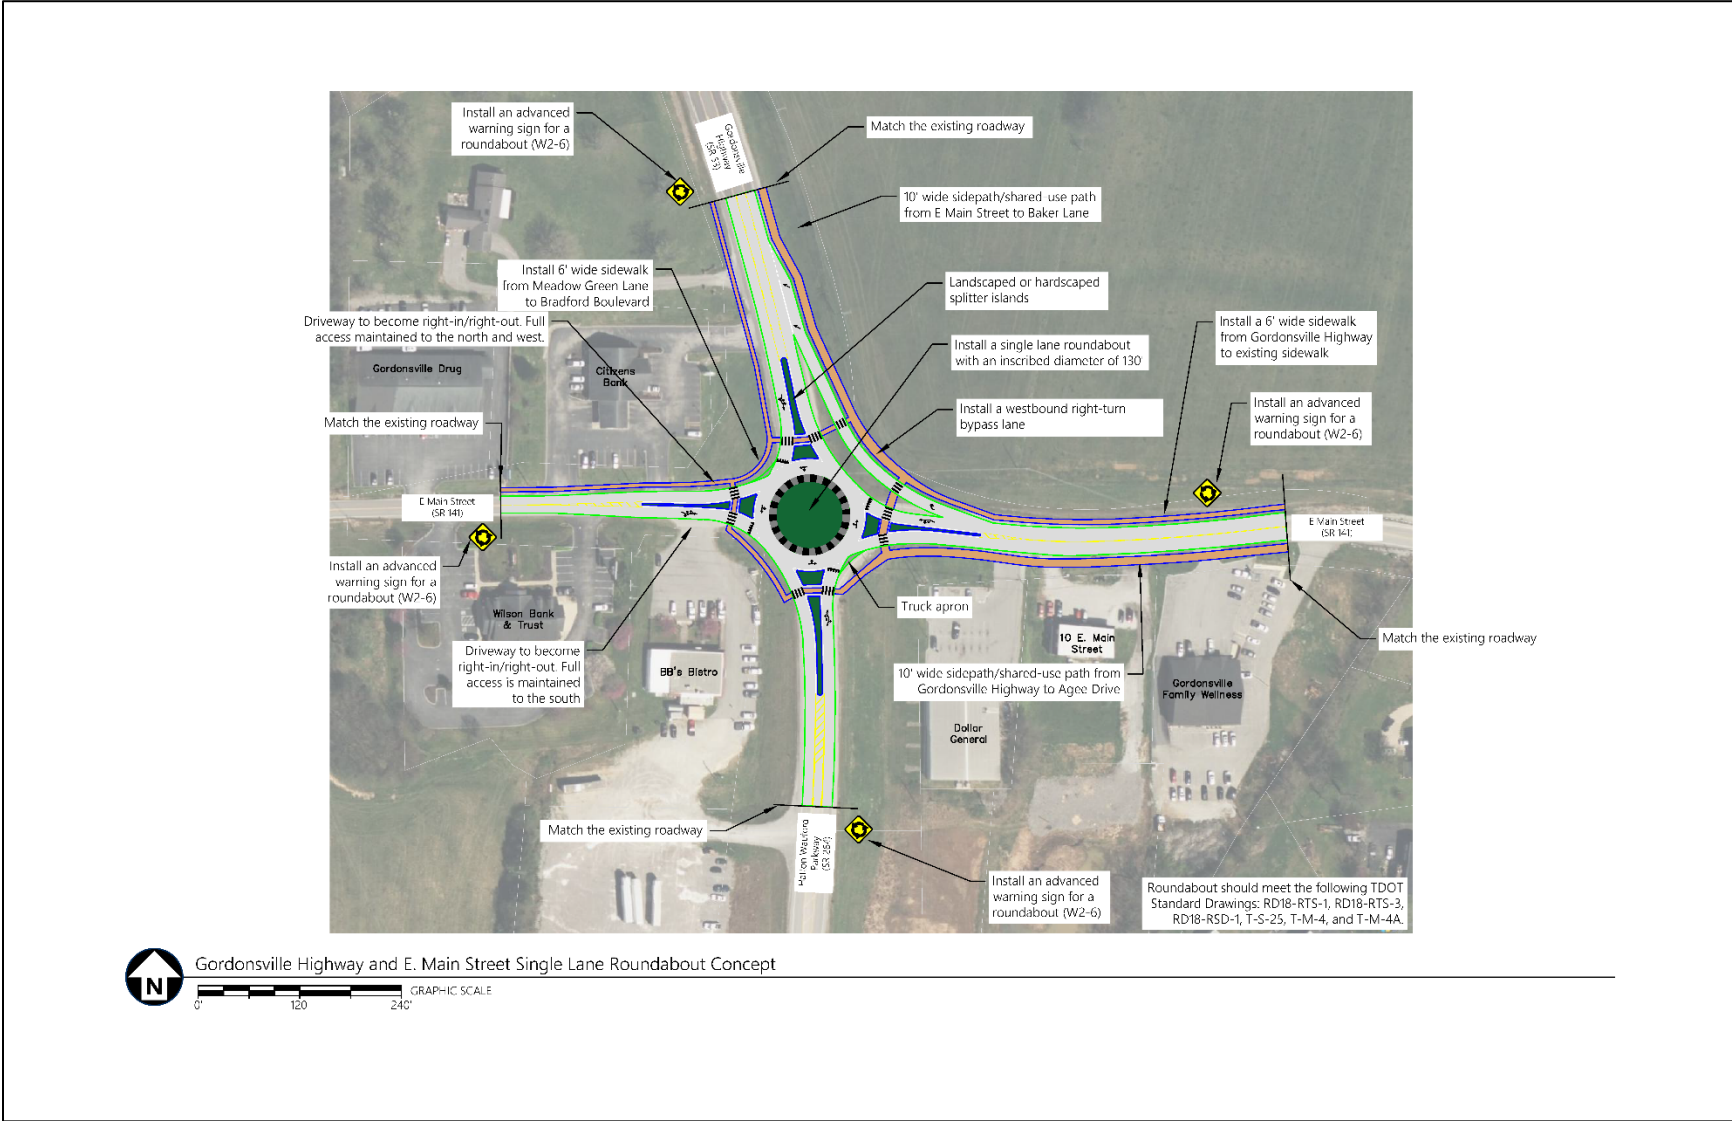 Install an advanced
warning sign for a
roundabout (W2-6)
Gordonsville
Highway
(SR 53)
Match the existing roadway
10' wide sidepath/shared-use path
from E Main Street to Baker Lane
Install 6' wide sidewalk
from Meadow Green Lane
to Bradford Boulevard
Landscaped or hardscaped
splitter islands
Driveway to become right-in/right-out. Full
access maintained to the north and west.
Install a single lane roundabout
with an inscribed diameter of 130'
Install a 6' wide sidewalk
from Gordonsville Highway
to existing sidewalk
Gordonsville Drug
Citizens
Bank
Install a westbound right-turn
bypass lane
Install an advanced
warning sign for a
roundabout (W2-6)
Match the existing roadway
E Main Street
(SR 141)
E Main Street
(SR 141)
Install an advanced
warning sign for a
roundabout (W2-6)
Wilson Bank
& Trust
Truck apron
10 E. Main
Street
Match the existing roadway
Driveway to become
right-in/right-out. Full
access is maintained
to the south
BB's Bistro
10' wide sidepath/shared-use path from
Gordonsville Highway to Agee Drive
Gordonsville
Family Wellness
Dollar
General
Match the existing roadway
Parkway
(SR 264)
Install an advanced
warning sign for a
roundabout (W2-6)
Roundabout should meet the following TDOT
Standard Drawings: RD18-RTS-1, RD18-RTS-3,
RD18-RSD-1, T-S-25, T-M-4, and T-M-4A.
N
Gordonsville Highway and E. Main Street Single Lane Roundabout Concept
GRAPHIC SCALE
0'
120
240'